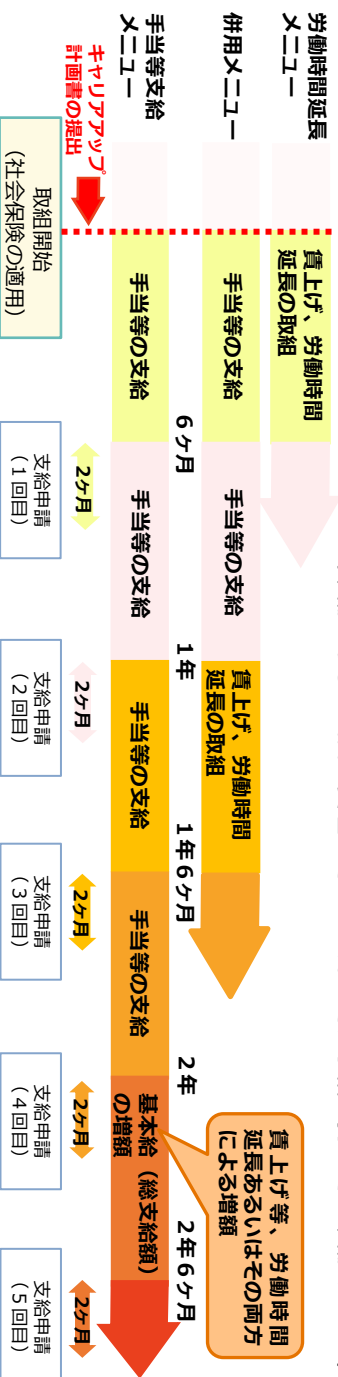 労働時間延長
メニュー
賃上げ、労働時間
延長の取組
併用メニュー
手当等の支給
手当等の支給
賃上げ、労働時間
延長の取組
賃上げ等、労働時間
延長あるいはその両方
による増額
6ヶ月
1年
1年6ヶ月
2年
2年6ヶ月
手当等支給
メニュー
手当等の支給
手当等の支給
手当等の支給
手当等の支給
基本給(総支給額)
の増額
キャリアアップ
計画書の提出
2ヶ月
2ヶ月
2ヶ月
2ヶ月
2ヶ月
取組開始
(社会保険の適用)
支給申請
(1回目)
支給申請
(2回目)
支給申請
(3回目)
支給申請
(4回目)
支給申請
(5回目)